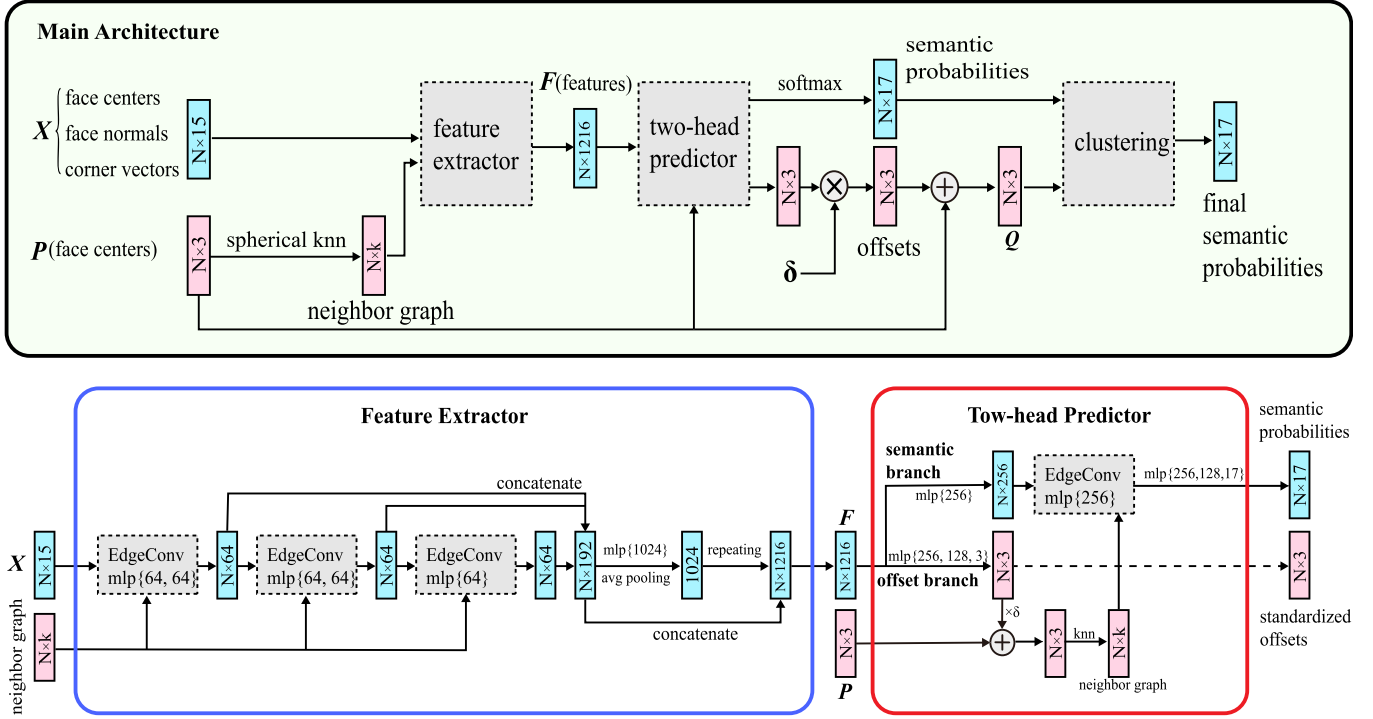 Main Architecture
X
face centers
face normals
corner vectors
N×15
P (face centers)
N×3
spherical knn
N×k
neighbor graph
feature
extractor
F(features)
N×1216
two-head
predictor
softmax
N×17
semantic
probabilities
N×3
δ
N×3
offsets
N×3
Q
clustering
N×17
final
semantic
probabilities
Feature Extractor
X
N×15
neighbor graph
N×k
EdgeConv
mlp{64, 64}
N×64
EdgeConv
mlp{64, 64}
N×64
EdgeConv
mlp{64}
N×64
concatenate
N×192
mlp{1024}
avg pooling
1024
repeating
N×1216
concatenate
F
N×1216
N×3
P
Tow-head Predictor
semantic
branch
mlp{256}
N×256
EdgeConv
mlp{256}
mlp{256,128,17}
semantic
probabilities
N×17
mlp{256, 128, 3}
offset branch
N×3
×δ
N×3
knn
N×k
neighbor graph
N×3
standardized
offsets